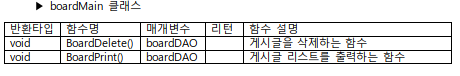 ▶ boardMain 클래스
반환타입 함수명 매개변수 리턴 함수 설명
void BoardDelete() boardDAO 게시글을 삭제하는 함수
void BoardPrint() boardDAO 게시글 리스트를 출력하는 함수